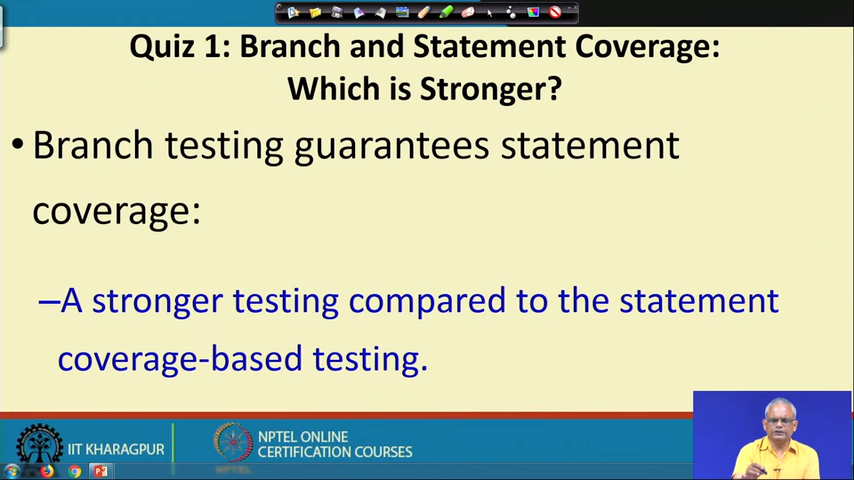 Quiz 1: Branch and Statement Coverage:
Which is Stronger?
• Branch testing guarantees statement
coverage:
–A stronger testing compared to the statement
coverage-based testing.
IIT KHARAGPUR
NPTEL ONLINE
CERTIFICATION COURSES